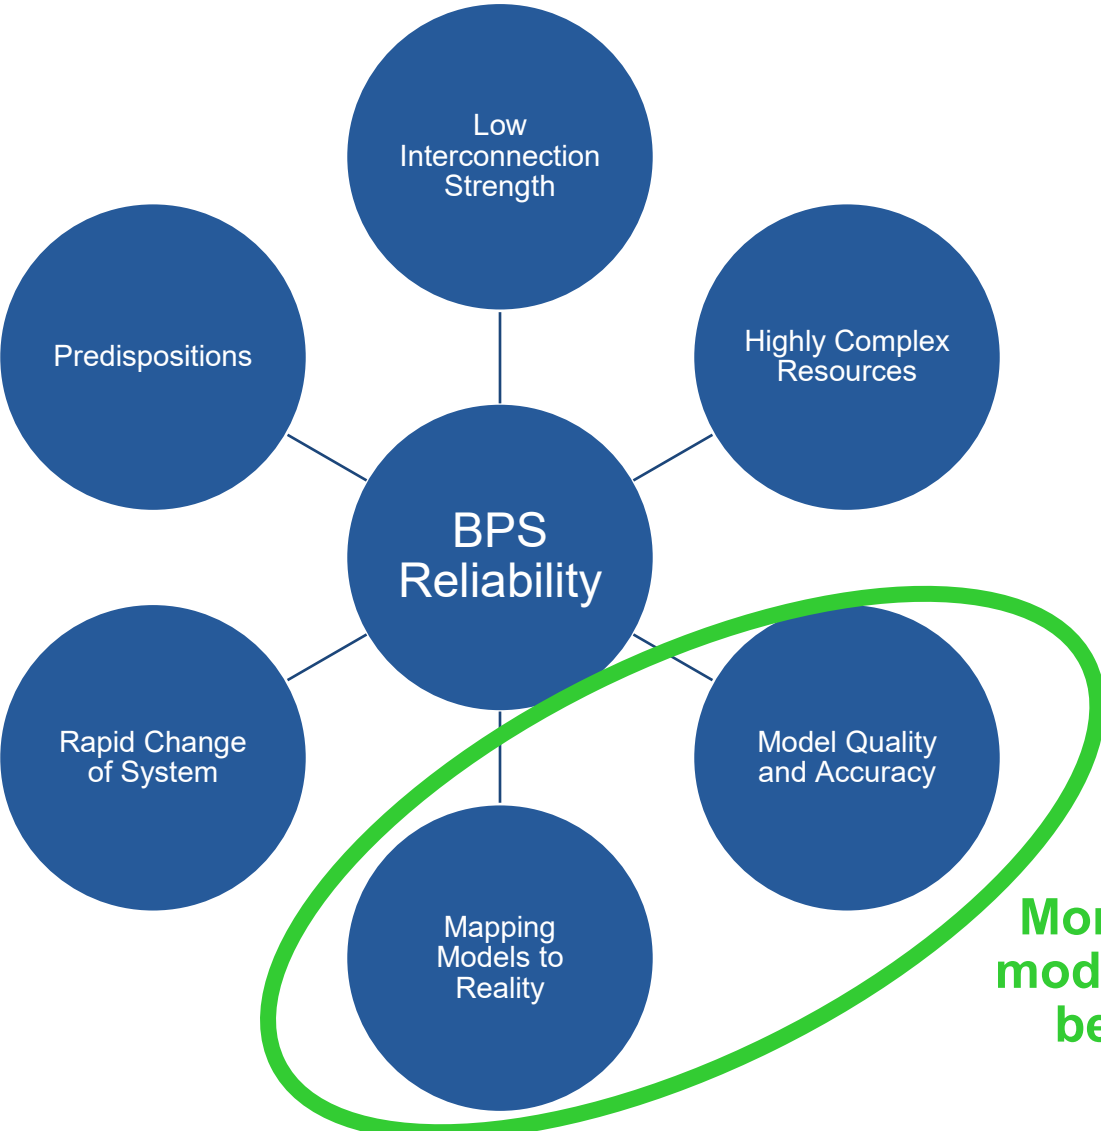 Low
Interconnection
Strength
Predispositions
Highly Complex
Resources
BPS
Reliability
Rapid Change
of System
Model Quality
and Accuracy
Mapping
Models to
Reality